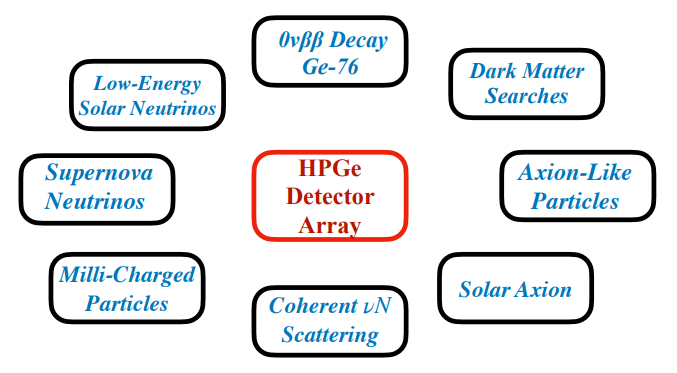 0νββ Decay
Ge-76
Low-Energy
Solar Neutrinos
Dark Matter
Searches
Supernova
Neutrinos
HPGe
Detector
Array
Axion-Like
Particles
Milli-Charged
Particles
Solar Axion
Coherent νN
Scattering